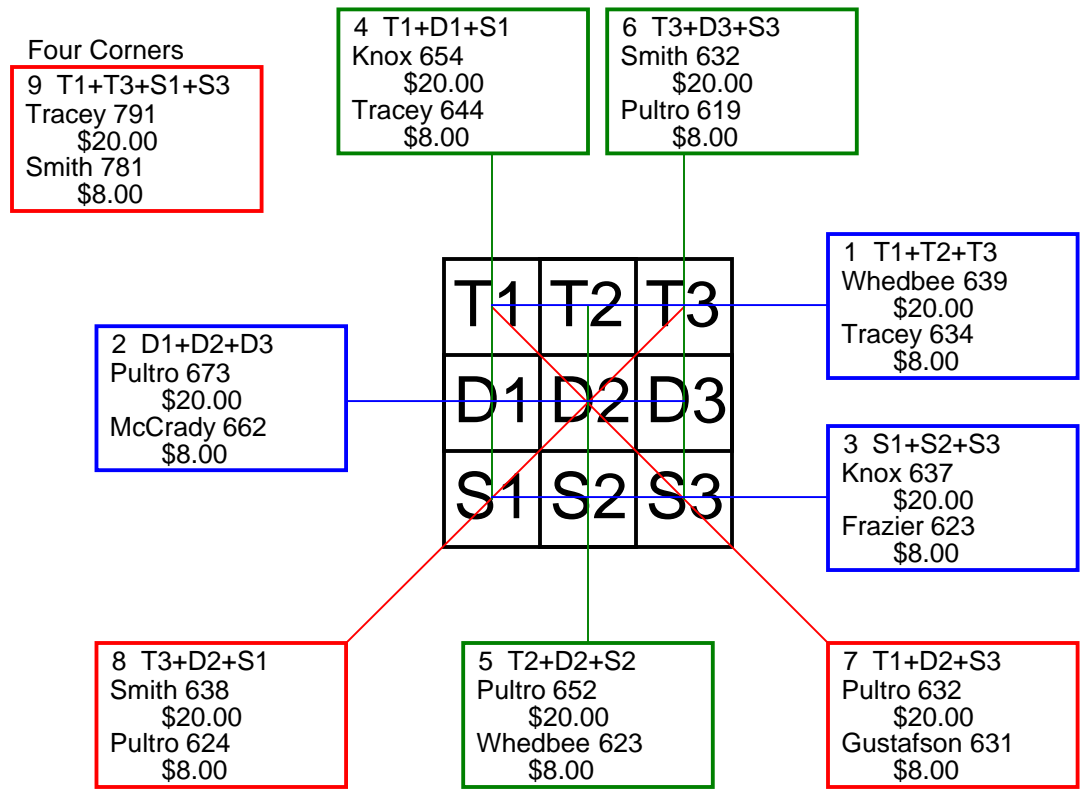 Four Corners
9 T1+T3+S1+S3
Tracey 791
$20.00
Smith 781
$8.00
4 T1+D1+S1
Knox 654
$20.00
Tracey 644
$8.00
6 T3+D3+S3
Smith 632
$20.00
Pultro 619
$8.00
1 T1+T2+T3
Whedbee 639
$20.00
Tracey 634
$8.00
2 D1+D2+D3
Pultro 673
$20.00
McCrady 662
$8.00
T1 T2 T3
D1 D2 D3
S1 S2 S3
3 S1+S2+S3
Knox 637
$20.00
Frazier 623
$8.00
8 T3+D2+S1
Smith 638
$20.00
Pultro 624
$8.00
5 T2+D2+S2
Pultro 652
$20.00
Whedbee 623
$8.00
7 T1+D2+S3
Pultro 632
$20.00
Gustafson 631
$8.00